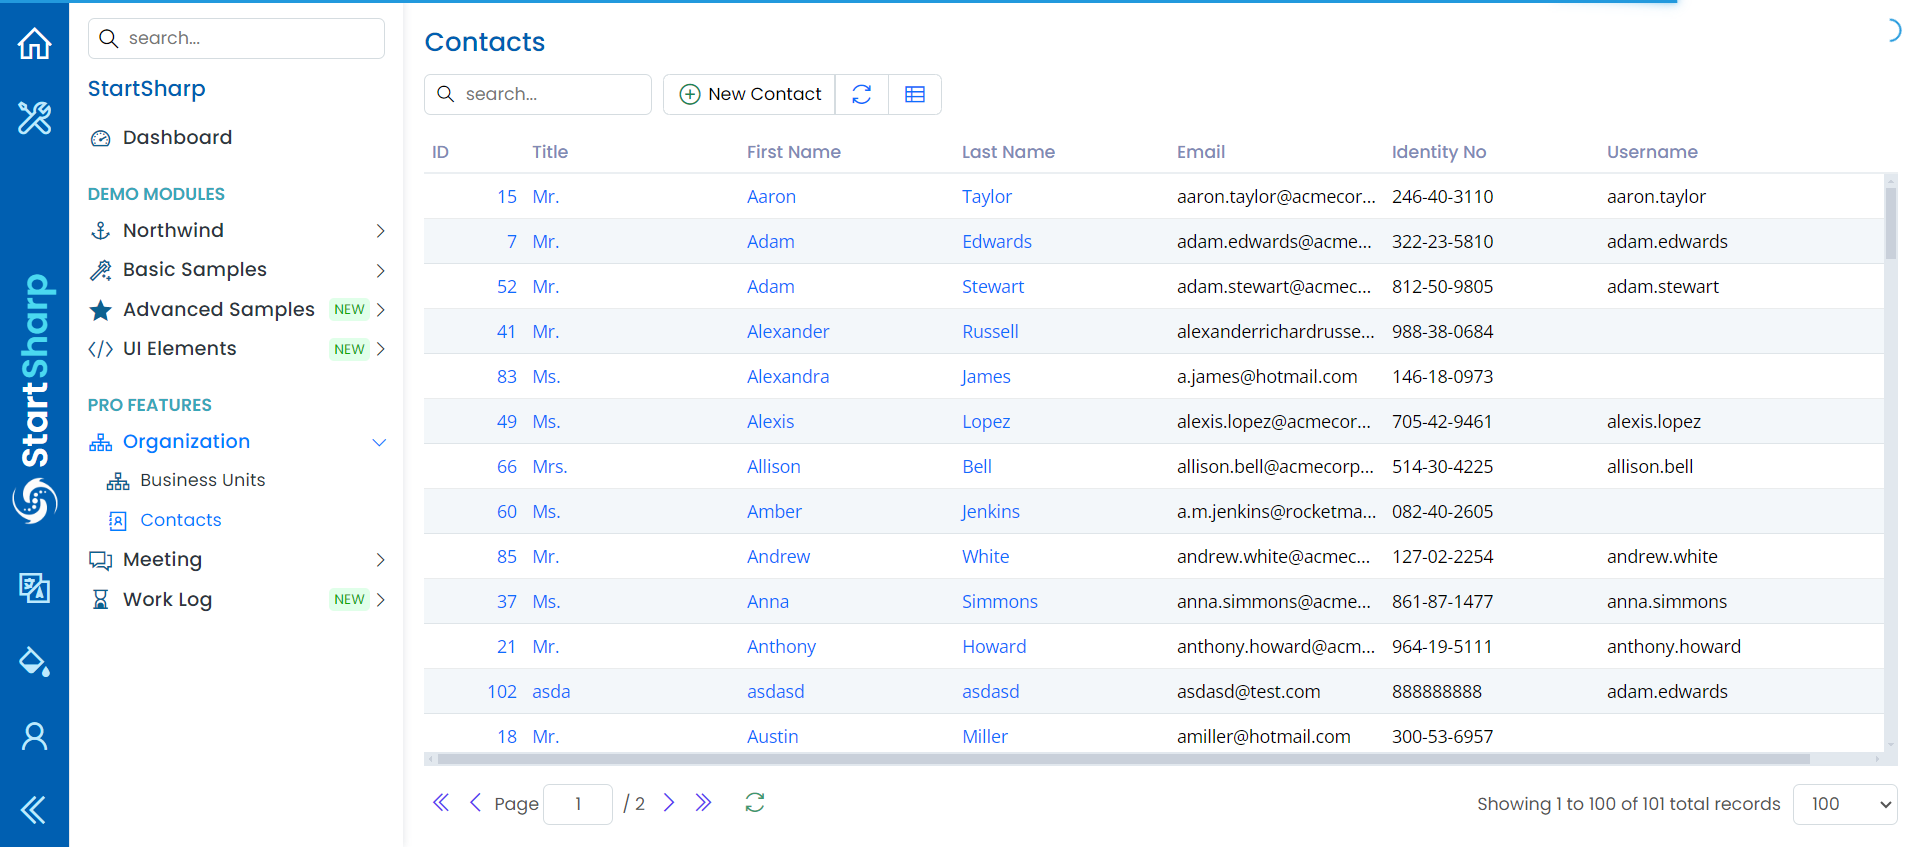 search...
StartSharp
Dashboard
DEMO MODULES
Northwind
Basic Samples
Advanced Samples NEW
UI Elements NEW
PRO FEATURES
Organization
Business Units
Contacts
Meeting
Work Log NEW
StartSharp
Contacts
search...
New Contact
ID Title First Name Last Name Email Identity No Username
15 Mr. Aaron Taylor aaron.taylor@acmecor... 246-40-3110 aaron.taylor
7 Mr. Adam Edwards adam.edwards@acme... 322-23-5810 adam.edwards
52 Mr. Adam Stewart adam.stewart@acmec... 812-50-9805 adam.stewart
41 Mr. Alexander Russell alexanderrichardrusse... 988-38-0684
83 Ms. Alexandra James a.james@hotmail.com 146-18-0973
49 Ms. Alexis Lopez alexis.lopez@acmecor... 705-42-9461 alexis.lopez
66 Mrs. Allison Bell allison.bell@acmecorp... 514-30-4225 allison.bell
60 Ms. Amber Jenkins a.m.jenkins@rocketma... 082-40-2605
85 Mr. Andrew White andrew.white@acmec... 127-02-2254 andrew.white
37 Ms. Anna Simmons anna.simmons@acme... 861-87-1477 anna.simmons
21 Mr. Anthony Howard anthony.howard@acm... 964-19-5111 anthony.howard
102 asda asdasd asdasd asdasd@test.com 888888888 adam.edwards
18 Mr. Austin Miller amiller@hotmail.com 300-53-6957
Page 1 / 2
Showing 1 to 100 of 101 total records 100